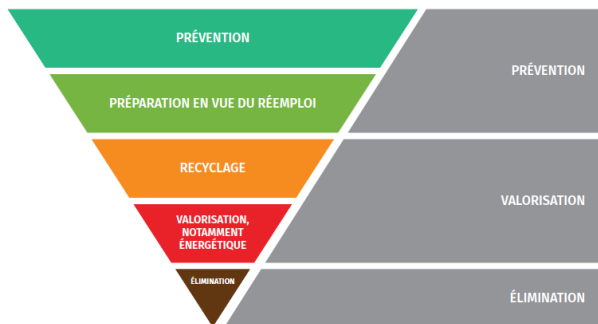 PRÉVENTION
PRÉPARATION EN VUE DU RÉEMPLOI
RECYCLAGE
VALORISATION,
NOTAMMENT
ÉNERGÉTIQUE
ÉLIMINATION
PRÉVENTION
VALORISATION
ÉLIMINATION